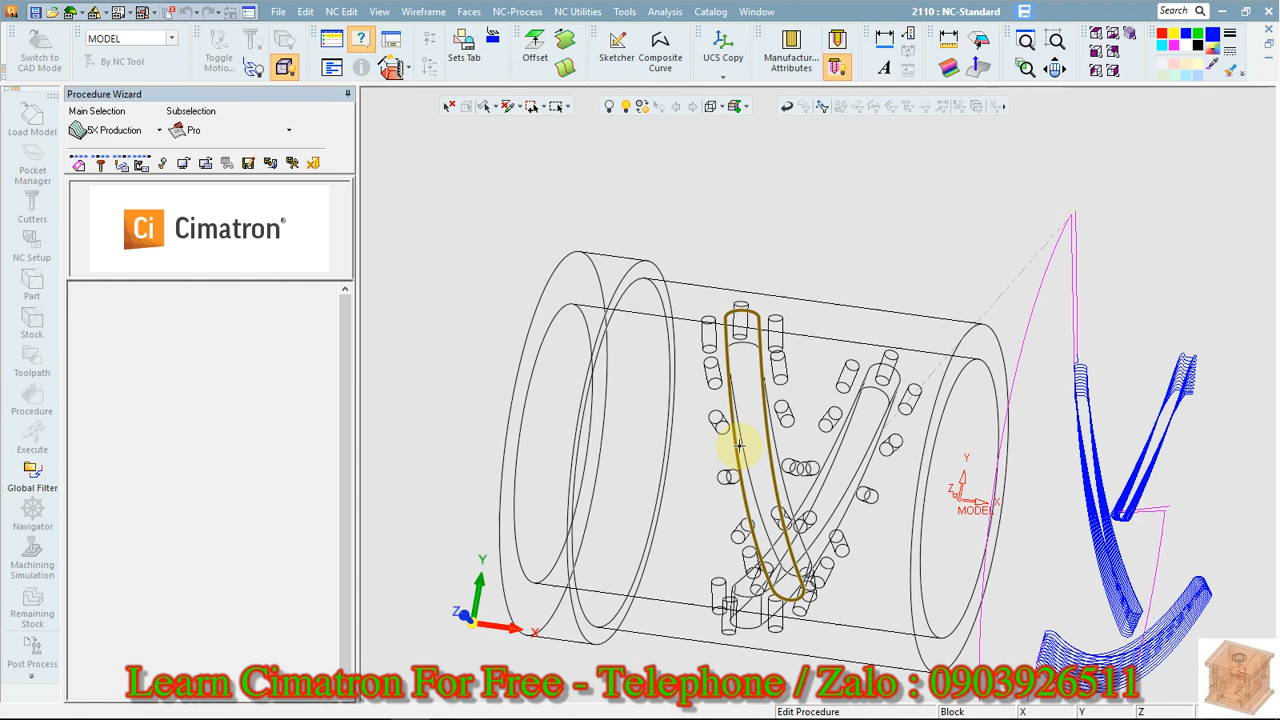 File Edit NC Edit View Wireframe Faces NC-Process NC Utilities Tools Analysis Catalog Window
2110 : NC-Standard
Search
Switch to CAD Mode
MODEL
By NC Tool
Toggle Motion...
Sets Tab
Offset
Sketcher
Composite Curve
UCS Copy
Manufactur... Attributes
Procedure Wizard
Main Selection Subselection
5X Production Pro
Ci Cimatron®
Load Model
Pocket Manager
Cutters
NC Setup
Part
Stock
Toolpath
Procedure
Execute
Global Filter
Navigator
Machining Simulation
Remaining Stock
Post Process
Y
Z
X
Y
Z
X
MODEL
Learn Cimatron For Free - Telephone / Zalo : 0903926511
Edit Procedure Block X Y Z